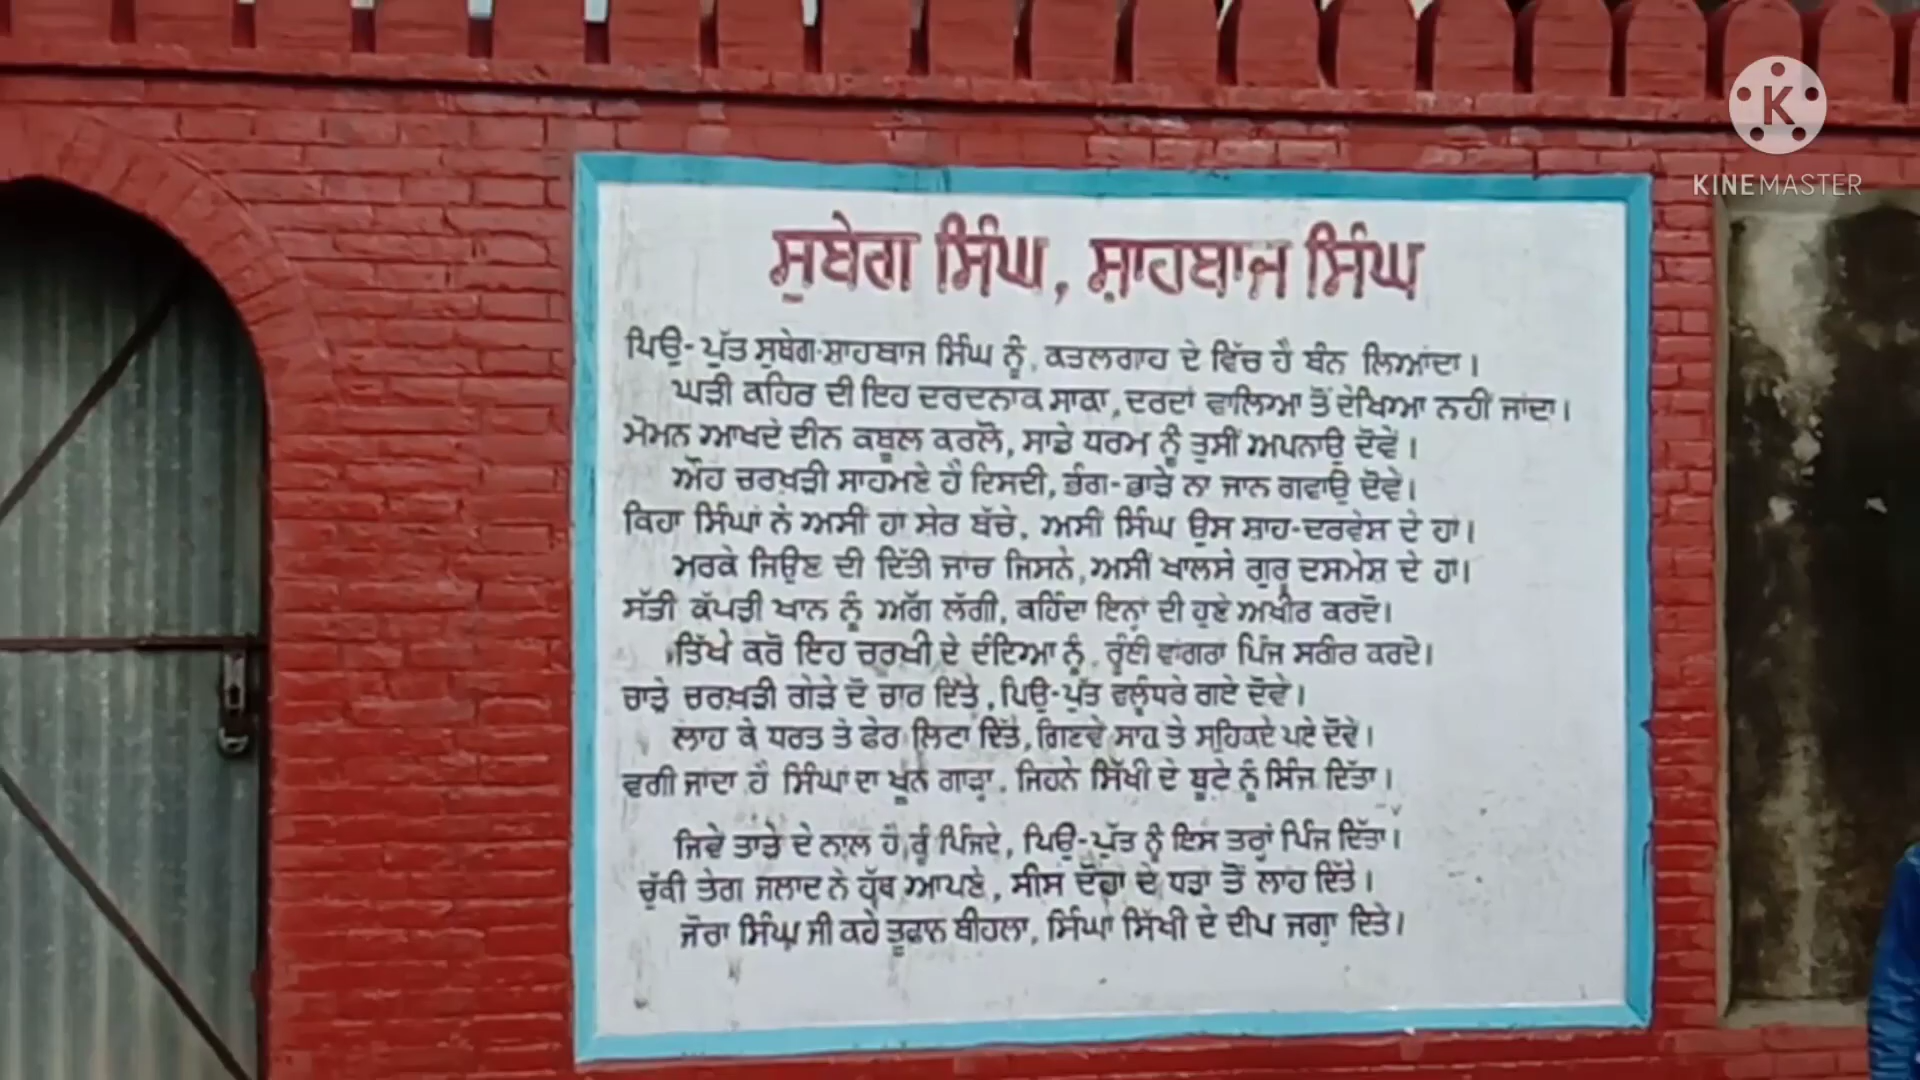 KINEMASTER
ਸੁਬੇਗ ਸਿੰਘ, ਸ਼ਾਹਬਾਜ ਸਿੰਘ
ਪਿਉ-ਪੁੱਤ ਸੁਬੇਗ-ਸ਼ਾਹਬਾਜ ਸਿੰਘ ਨੂੰ, ਕਤਲਗਾਹ ਦੇ ਵਿੱਚ ਹੈ ਬੰਨ ਲਿਆਂਦਾ।
ਘੜੀ ਕਹਿਰ ਦੀ ਇਹ ਦਰਦਨਾਕ ਸਾਕਾ, ਦਰਦਾਂ ਵਾਲਿਆ ਤੋਂ ਦੇਖਿਆ ਨਹੀਂ ਜਾਂਦਾ।
ਮੋਮਨ ਆਖਦੇ ਦੀਨ ਕਬੂਲ ਕਰਲੋ, ਸਾਡੇ ਧਰਮ ਨੂੰ ਤੁਸੀਂ ਅਪਨਾਉ ਦੋਵੇਂ।
ਔਹ ਚਰਖ਼ੜੀ ਸਾਹਮਣੇ ਹੈ ਦਿਸਦੀ, ਭੰਗ-ਭਾੜੇ ਨਾ ਜਾਨ ਗਵਾਉ ਦੋਵੇਂ।
ਕਿਹਾ ਸਿੰਘਾਂ ਨੇ ਅਸੀਂ ਹਾਂ ਸ਼ੇਰ ਬੱਚੇ, ਅਸੀਂ ਸਿੰਘ ਉਸ ਸ਼ਾਹ-ਦਰਵੇਸ਼ ਦੇ ਹਾਂ।
ਮਰਕੇ ਜਿਉਣ ਦੀ ਦਿੱਤੀ ਜਾਚ ਜਿਸਨੇ, ਅਸੀਂ ਖਾਲਸੇ ਗੁਰੂ ਦਸਮੇਸ਼ ਦੇ ਹਾਂ।
ਸੱਤੀ ਕੱਪੜੀ ਖਾਨ ਨੂੰ ਅੱਗ ਲੱਗੀ, ਕਹਿੰਦਾ ਇਨ੍ਹਾਂ ਦੀ ਹੁਣੇ ਅਖੀਰ ਕਰਦੋ।
ਤਿੱਖੇ ਕਰੋ ਇਹ ਚਰਖੀ ਦੇ ਦੰਦਿਆ ਨੂੰ, ਰੂੰਈ ਵਾਂਗਰਾਂ ਪਿੰਜ ਸਰੀਰ ਕਰਦੋ।
ਚਾੜ੍ਹੇ ਚਰਖ਼ੜੀ ਗੇੜੇ ਦੋ ਚਾਰ ਦਿੱਤੇ, ਪਿਉ-ਪੁੱਤ ਵਲੂੰਧਰੇ ਗਏ ਦੋਵੇਂ।
ਲਾਹ ਕੇ ਧਰਤ ਤੇ ਫੇਰ ਲਿਟਾ ਦਿੱਤੇ, ਗਿਣਵੇਂ ਸਾਹ ਤੇ ਸਹਿਕਦੇ ਪਏ ਦੋਵੇਂ।
ਵਗੀ ਜਾਂਦਾ ਹੈ ਸਿੰਘਾਂ ਦਾ ਖੂਨ ਗਾੜ੍ਹਾ, ਜਿਹਨੇ ਸਿੱਖੀ ਦੇ ਬੂਟੇ ਨੂੰ ਸਿੰਜ ਦਿੱਤਾ।
ਜਿਵੇਂ ਤਾੜੇ ਦੇ ਨਾਲ ਹੈ ਰੂੰ ਪਿੰਜਦੇ, ਪਿਉ-ਪੁੱਤ ਨੂੰ ਇਸ ਤਰ੍ਹਾਂ ਪਿੰਜ ਦਿੱਤਾ।
ਚੁੱਕੀ ਤੇਗ ਜਲਾਦ ਨੇ ਹੱਥ ਆਪਣੇ, ਸੀਸ ਦੋਹਾਂ ਦੇ ਧੜਾਂ ਤੋਂ ਲਾਹ ਦਿੱਤੇ।
ਜੋਰਾ ਸਿੰਘ ਜੀ ਕਹੇ ਤੂਫਾਨ ਬੀਹਲਾ, ਸਿੰਘਾਂ ਸਿੱਖੀ ਦੇ ਦੀਪ ਜਗਾ ਦਿਤੇ।